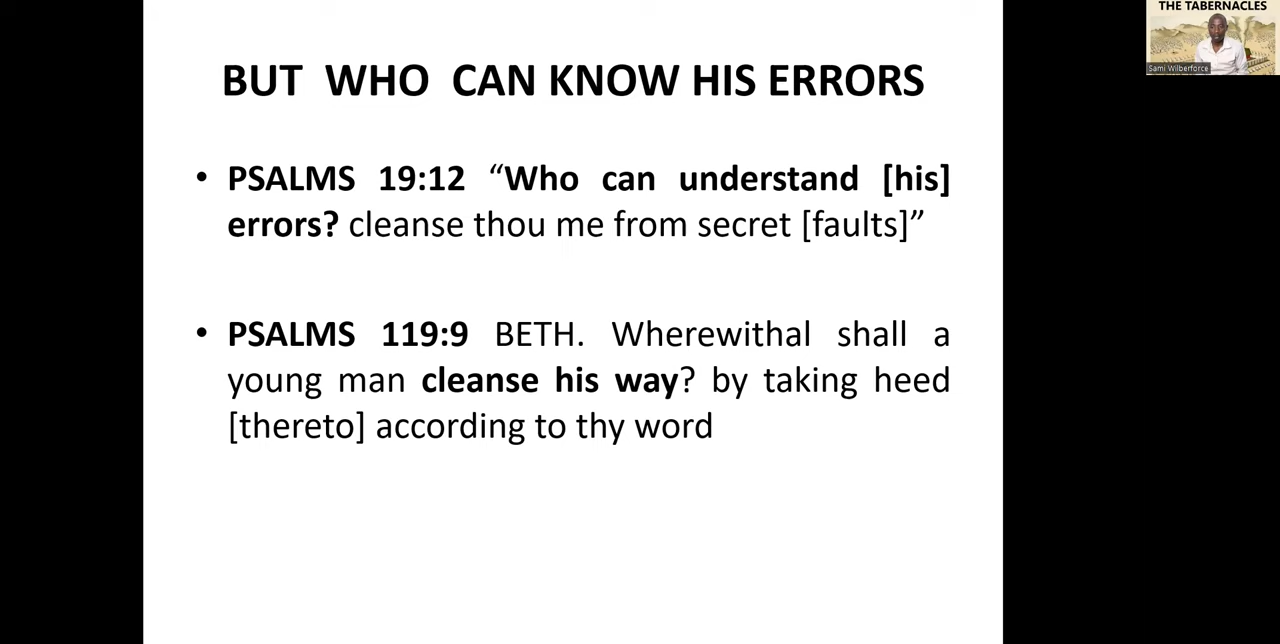 THE TABERNACLES
Sami Wilberforce
BUT WHO CAN KNOW HIS ERRORS
• PSALMS 19:12 “Who can understand [his]
errors? cleanse thou me from secret [faults]”
• PSALMS 119:9 BETH. Wherewithal shall a
young man cleanse his way? by taking heed
[thereto] according to thy word